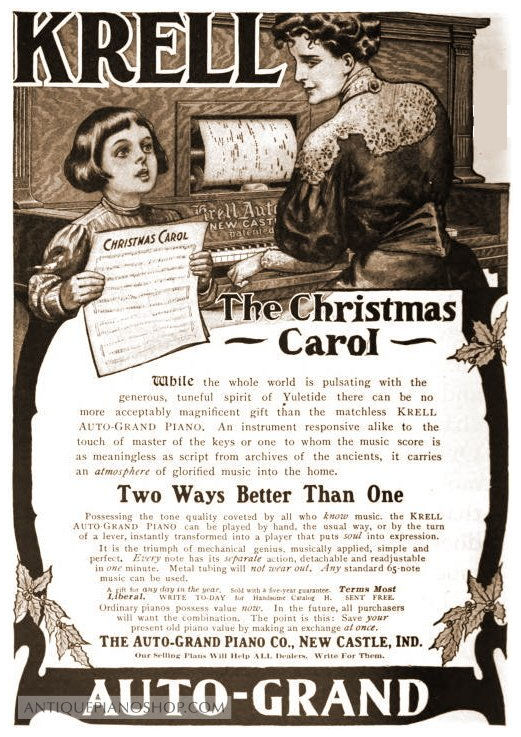 KRELL
CHRISTMAS CAROL
Krell Auto
NEW CASTL
Patented
The Christmas
Carol
While the whole world is pulsating with the
generous, tuneful spirit of Yuletide there can be no
more acceptably magnificent gift than the matchless KRELL
AUTO-GRAND PIANO. An instrument responsive alike to the
touch of master of the keys or one to whom the music score is
as meaningless as script from archives of the ancients, it carries
an atmosphere of glorified music into the home.
Two Ways Better Than One
Possessing the tone quality coveted by all who know music, the KRELL
AUTO-GRAND PIANO can be played by hand, the usual way, or by the turn
of a lever, instantly transformed into a player that puts soul into expression.
It is the triumph of mechanical genius, musically applied, simple and
perfect. Every note has its separate action, detachable and readjustable
in one minute. Metal tubing will not wear out. Any standard 65-note
music can be used.
A gift for any day in the year. Sold with a five-year guarantee. Terms Most
Liberal. WRITE TO-DAY for Handsome Catalog H. SENT FREE.
Ordinary pianos possess value now. In the future, all purchasers
will want the combination. The point is this: Save your
present old piano value by making an exchange at once.
THE AUTO-GRAND PIANO CO., NEW CASTLE, IND.
Our Selling Plans Will Help ALL Dealers. Write For Them.
AUTO-GRAND
ANTIQUEPIANOSHOP.COM